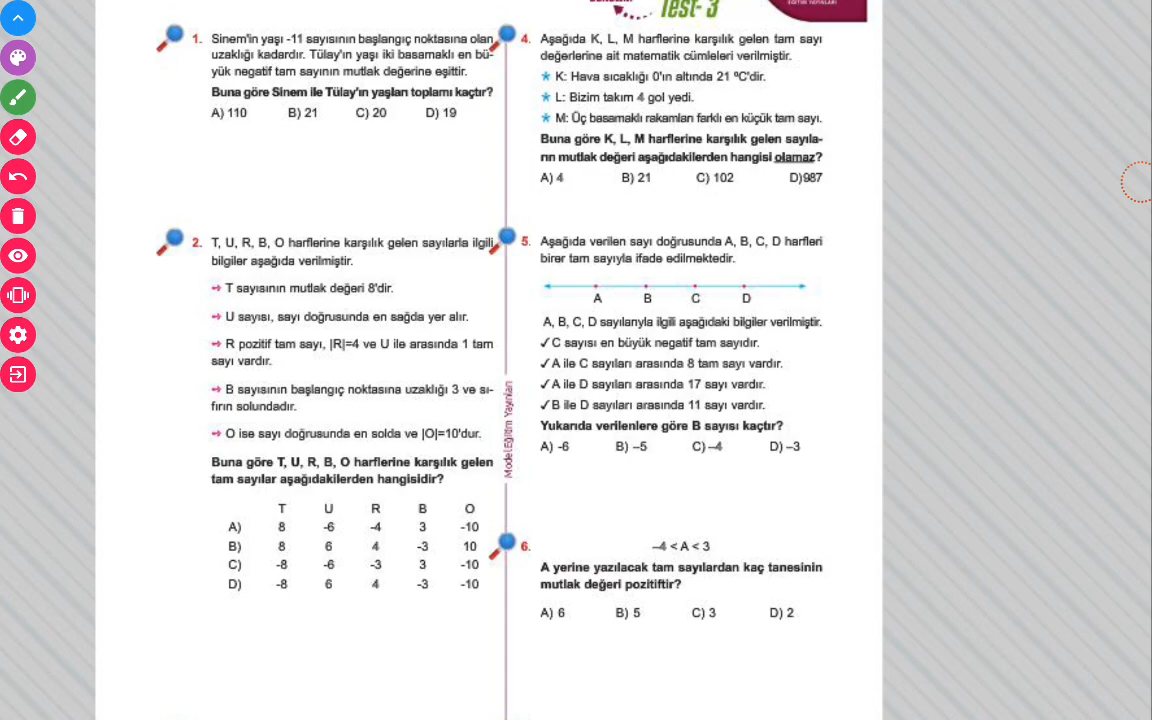 Test- 3
EĞİTİM YAYINLARI
1. Sinem'in yaşı -11 sayısının başlangıç noktasına olan
uzaklığı kadardır. Tülay'ın yaşı iki basamaklı en bü-
yük negatif tam sayının mutlak değerine eşittir.
Buna göre Sinem ile Tülay'ın yaşları toplamı kaçtır?
A) 110 B) 21 C) 20 D) 19
2. T, U, R, B, O harflerine karşılık gelen sayılarla ilgili
bilgiler aşağıda verilmiştir.
➺ T sayısının mutlak değeri 8'dir.
➺ U sayısı, sayı doğrusunda en sağda yer alır.
➺ R pozitif tam sayı, |R|=4 ve U ile arasında 1 tam
sayı vardır.
➺ B sayısının başlangıç noktasına uzaklığı 3 ve sı-
fırın solundadır.
➺ O ise sayı doğrusunda en solda ve |O|=10'dur.
Buna göre T, U, R, B, O harflerine karşılık gelen
tam sayılar aşağıdakilerden hangisidir?
T U R B O
A) 8 -6 -4 3 -10
B) 8 6 4 -3 10
C) -8 -6 -3 3 -10
D) -8 6 4 -3 -10
Model Eğitim Yayınları
4. Aşağıda K, L, M harflerine karşılık gelen tam sayı
değerlerine ait matematik cümleleri verilmiştir.
* K: Hava sıcaklığı 0'ın altında 21 ºC'dir.
* L: Bizim takım 4 gol yedi.
* M: Üç basamaklı rakamları farklı en küçük tam sayı.
Buna göre K, L, M harflerine karşılık gelen sayıla-
rın mutlak değeri aşağıdakilerden hangisi olamaz?
A) 4 B) 21 C) 102 D)987
5. Aşağıda verilen sayı doğrusunda A, B, C, D harfleri
birer tam sayıyla ifade edilmektedir.
A B C D
A, B, C, D sayılarıyla ilgili aşağıdaki bilgiler verilmiştir.
✓ C sayısı en büyük negatif tam sayıdır.
✓ A ile C sayıları arasında 8 tam sayı vardır.
✓ A ile D sayıları arasında 17 sayı vardır.
✓ B ile D sayıları arasında 11 sayı vardır.
Yukarıda verilenlere göre B sayısı kaçtır?
A) -6 B) –5 C) –4 D) –3
6. –4 < A < 3
A yerine yazılacak tam sayılardan kaç tanesinin
mutlak değeri pozitiftir?
A) 6 B) 5 C) 3 D) 2